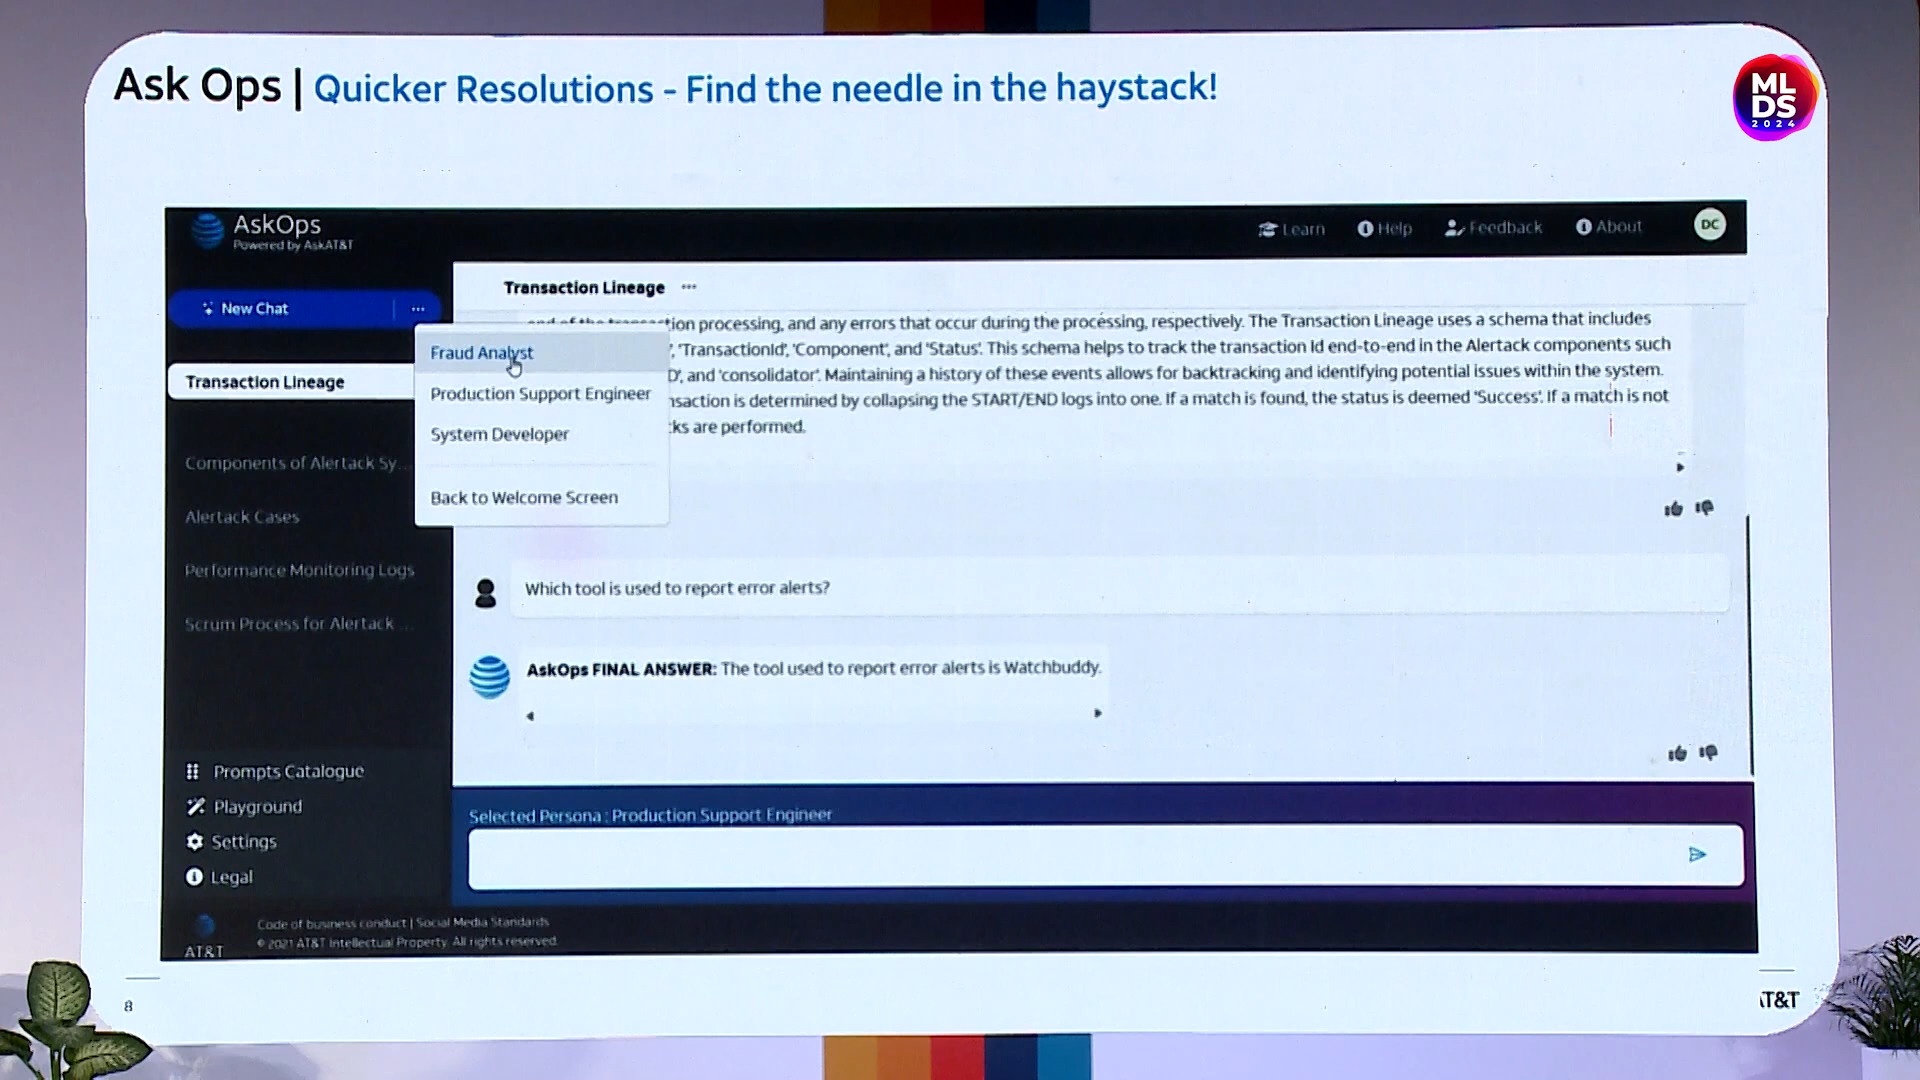 Ask Ops | Quicker Resolutions - Find the needle in the haystack!
ML
DS
2024
AskOps
Powered by AskAT&T
Learn
Help
Feedback
About
DC
New Chat
...
Transaction Lineage ...
Fraud Analyst
Production Support Engineer
System Developer
Back to Welcome Screen
Transaction Lineage
Components of Alertack Sy...
Alertack Cases
Performance Monitoring Logs
Scrum Process for Alertack ...
processing, and any errors that occur during the processing, respectively. The Transaction Lineage uses a schema that includes
'TransactionId', 'Component', and 'Status'. This schema helps to track the transaction Id end-to-end in the Alertack components such
and 'consolidator'. Maintaining a history of these events allows for backtracking and identifying potential issues within the system.
is determined by collapsing the START/END logs into one. If a match is found, the status is deemed 'Success'. If a match is not
are performed.
Which tool is used to report error alerts?
AskOps FINAL ANSWER: The tool used to report error alerts is Watchbuddy.
Prompts Catalogue
Playground
Settings
Legal
Selected Persona : Production Support Engineer
AT&T
Code of business conduct | Social Media Standards
© 2021 AT&T Intellectual Property. All rights reserved
8
AT&T